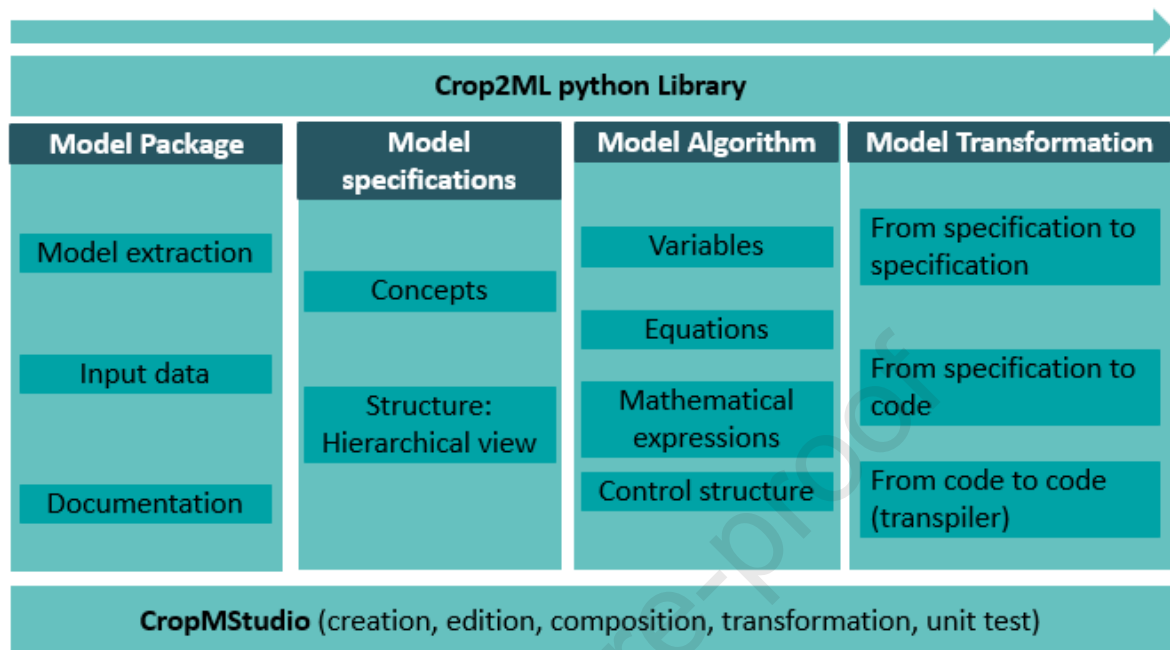 Crop2ML python Library
Model Package
Model extraction
Input data
Documentation
Model
specifications
Concepts
Structure:
Hierarchical view
Model Algorithm
Variables
Equations
Mathematical
expressions
Control structure
Model Transformation
From specification to
specification
From specification to
code
From code to code
(transpiler)
CropMStudio (creation, edition, composition, transformation, unit test)
re-proof